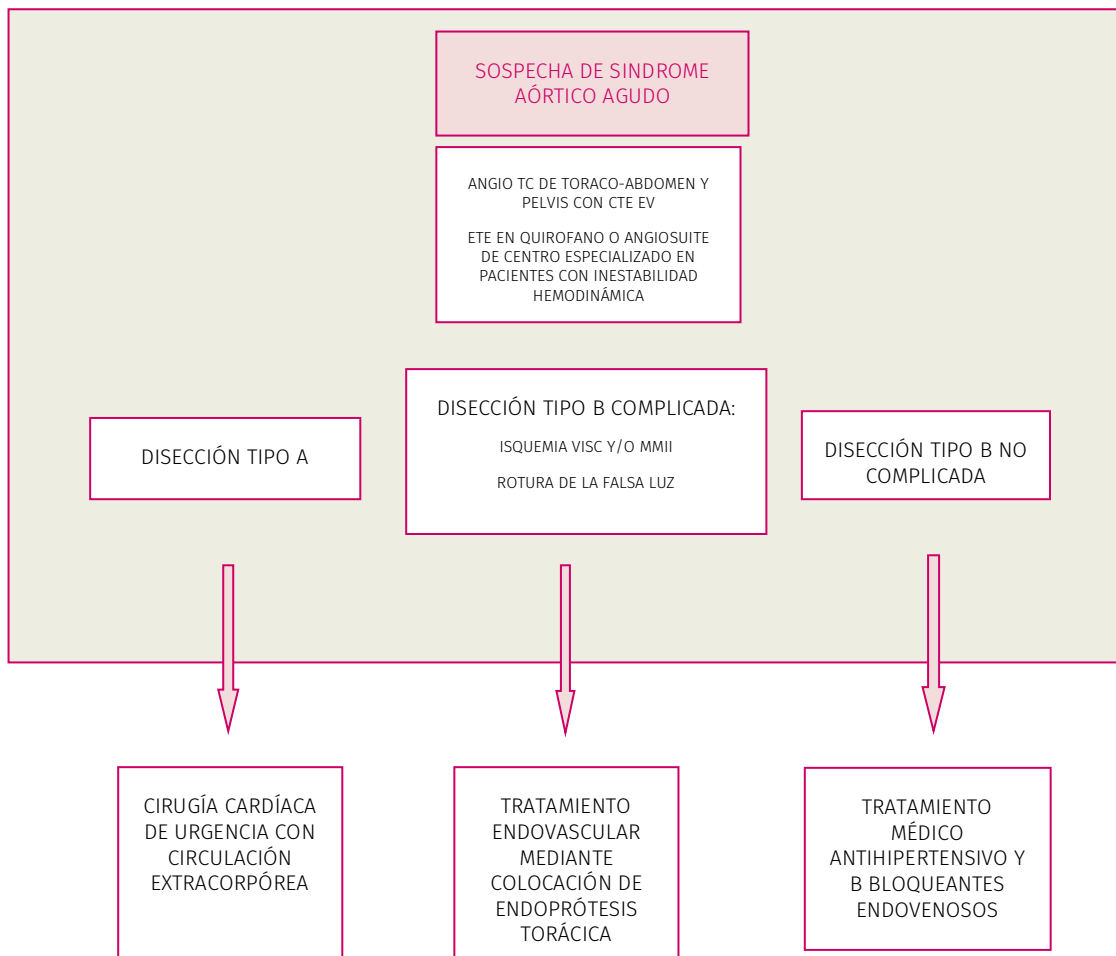 SOSPECHA DE SINDROME
AÓRTICO AGUDO
ANGIO TC DE TORACO-ABDOMEN Y
PELVIS CON CTE EV
ETE EN QUIROFANO O ANGIOSUITE
DE CENTRO ESPECIALIZADO EN
PACIENTES CON INESTABILIDAD
HEMODINÁMICA
DISECCIÓN TIPO A
DISECCIÓN TIPO B COMPLICADA:
ISQUEMIA VISC Y/O MMII
ROTURA DE LA FALSA LUZ
DISECCIÓN TIPO B NO
COMPLICADA
CIRUGÍA CARDÍACA
DE URGENCIA CON
CIRCULACIÓN
EXTRACORPÓREA
TRATAMIENTO
ENDOVASCULAR
MEDIANTE
COLOCACIÓN DE
ENDOPRÓTESIS
TORÁCICA
TRATAMIENTO
MÉDICO
ANTIHIPERTENSIVO Y
B BLOQUEANTES
ENDOVENOSOS